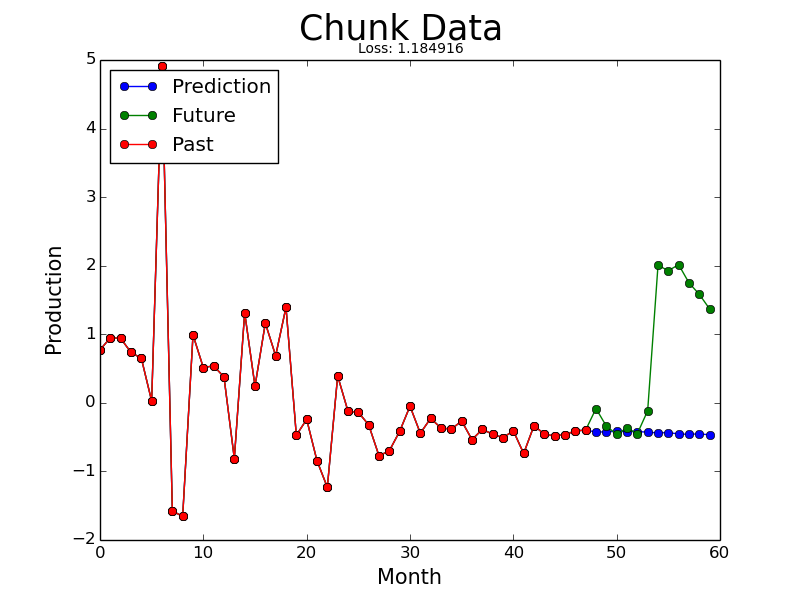 Chunk Data
Loss: 1.184916
5
4
3
2
1
0
−1
−2
Production
Prediction
Future
Past
0 10 20 30 40 50 60
Month